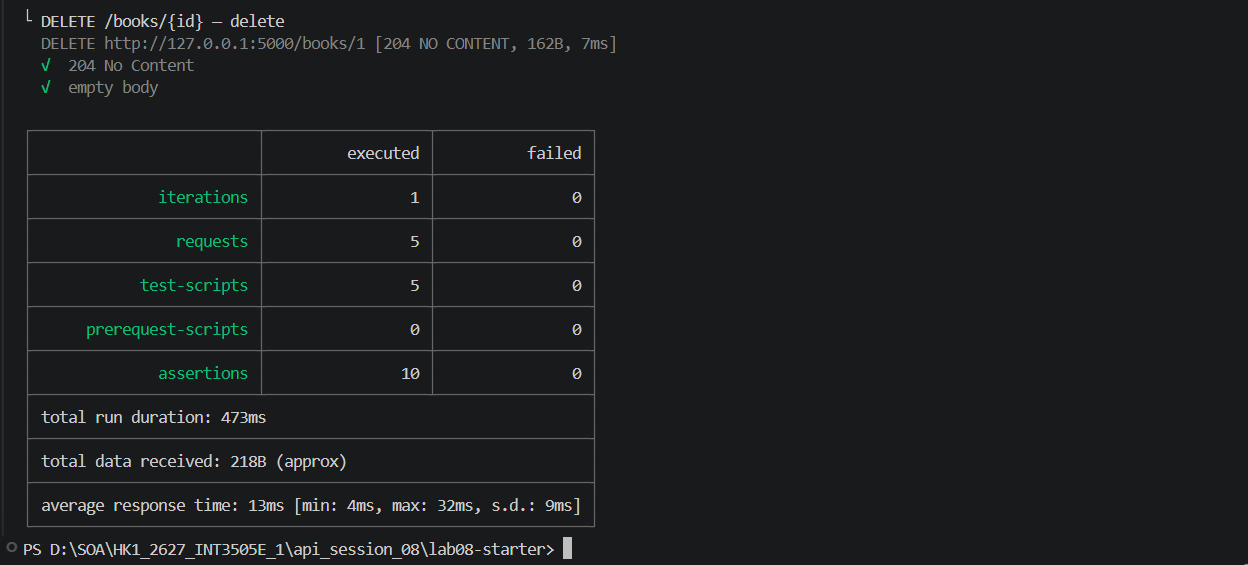 └ DELETE /books/{id} — delete
DELETE http://127.0.0.1:5000/books/1 [204 NO CONTENT, 162B, 7ms]
√ 204 No Content
√ empty body
executed failed
iterations 1 0
requests 5 0
test-scripts 5 0
prerequest-scripts 0 0
assertions 10 0
total run duration: 473ms
total data received: 218B (approx)
average response time: 13ms [min: 4ms, max: 32ms, s.d.: 9ms]
PS D:\SOA\HK1_2627_INT3505E_1\api_session_08\lab08-starter>